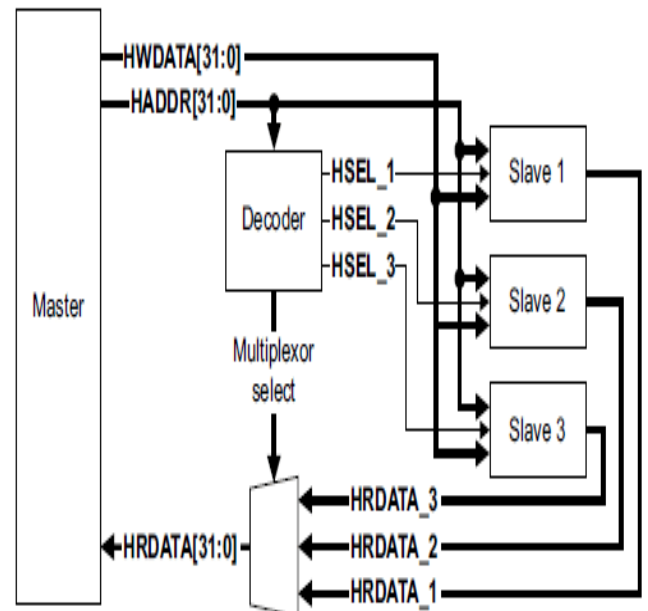 HWDATA[31:0]
HADDR[31:0]
HSEL_1
Slave 1
Decoder
HSEL_2
HSEL_3
Master
Slave 2
Multiplexor
select
Slave 3
HRDATA_3
HRDATA[31:0]
HRDATA_2
HRDATA_1